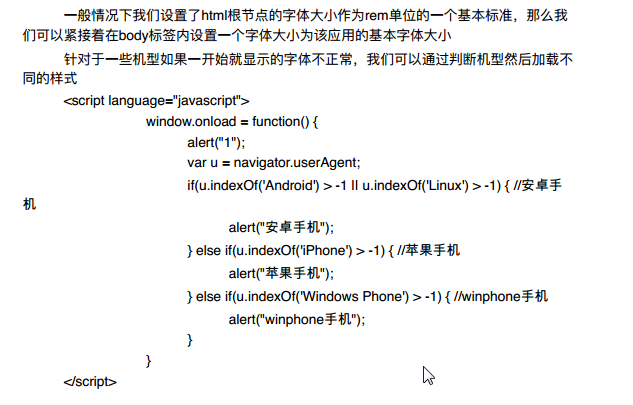 一般情况下我们设置了html根节点的字体大小作为rem单位的一个基本标准，那么我
们可以紧接着在body标签内设置一个字体大小为该应用的基本字体大小
针对于一些机型如果一开始就显示的字体不正常，我们可以通过判断机型然后加载不
同的样式
<script language="javascript">
window.onload = function() {
alert("1");
var u = navigator.userAgent;
if(u.indexOf('Android') > -1 || u.indexOf('Linux') > -1) { //安卓手
机
alert("安卓手机");
} else if(u.indexOf('iPhone') > -1) { //苹果手机
alert("苹果手机");
} else if(u.indexOf('Windows Phone') > -1) { //winphone手机
alert("winphone手机");
}
}
</script>